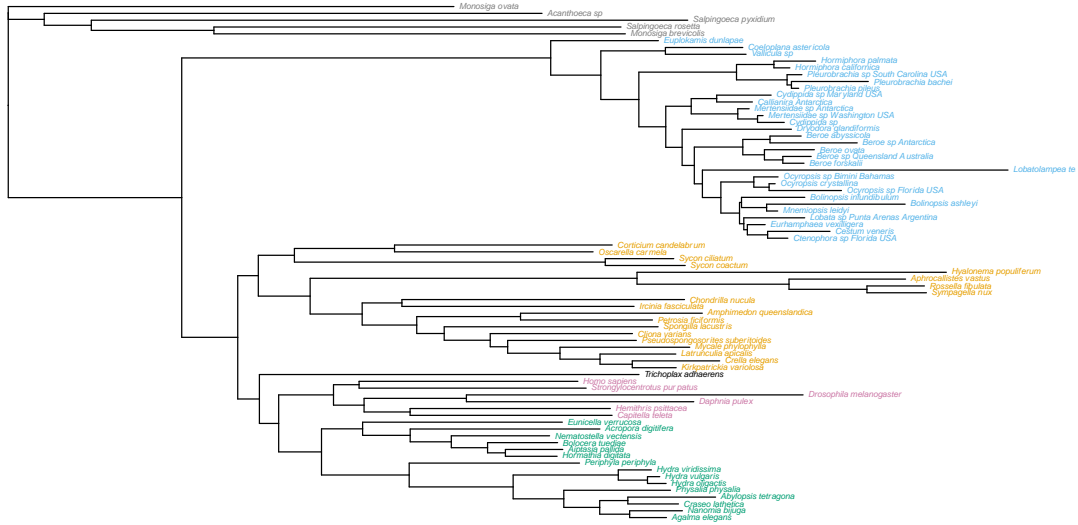 Monosiga ovata
Acanthoeca sp
Salpingoeca pyxidium
Salpingoeca rosetta
Monosiga brevicolis
Euplokamis dunlapae
Coeloplana astericola
Vallicula sp
Hormiphora palmata
Hormiphora californica
Pleurobrachia sp South Carolina USA
Pleurobrachia bachei
Pleurobrachia pileus
Cydippida sp Maryland USA
Callianira Antarctica
Mertensiidae sp Antarctica
Mertensiidae sp Washington USA
Cydippida sp
Dryodora glandiformis
Beroe abyssicola
Beroe sp Antarctica
Beroe ovata
Beroe sp Queensland Australia
Beroe forskalii
Lobatolampea te
Ocyropsis sp Bimini Bahamas
Ocyropsis crystallina
Ocyropsis sp Florida USA
Bolinopsis infundibulum
Bolinopsis ashleyi
Mnemiopsis leidyi
Lobata sp Punta Arenas Argentina
Eurhamphaea vexilligera
Cestum veneris
Ctenophora sp Florida USA
Corticium candelabrum
Oscarella carmela
Sycon ciliatum
Sycon coactum
Hyalonema populiferum
Aphrocallistes vastus
Rossella fibulata
Sympagella nux
Chondrilla nucula
Ircinia fasciculata
Amphimedon queenslandica
Petrosia ficiformis
Spongilla lacustris
Cliona varians
Pseudospongosorites suberitoides
Mycale phylophylla
Latrunculia apicalis
Crella elegans
Kirkpatrickia variolosa
Trichoplax adhaerens
Homo sapiens
Strongylocentrotus purpatus
Drosophila melanogaster
Daphnia pulex
Hemithris psittacea
Capitella teleta
Eunicella verrucosa
Acropora digitifera
Nematostella vectensis
Bolocera tuediae
Aiptasia pallida
Hormathia digitata
Periphyla periphyla
Hydra viridissima
Hydra vulgaris
Hydra oligactis
Physalia physalia
Abylopsis tetragona
Craseo lathetica
Nanomia bijuga
Agalma elegans